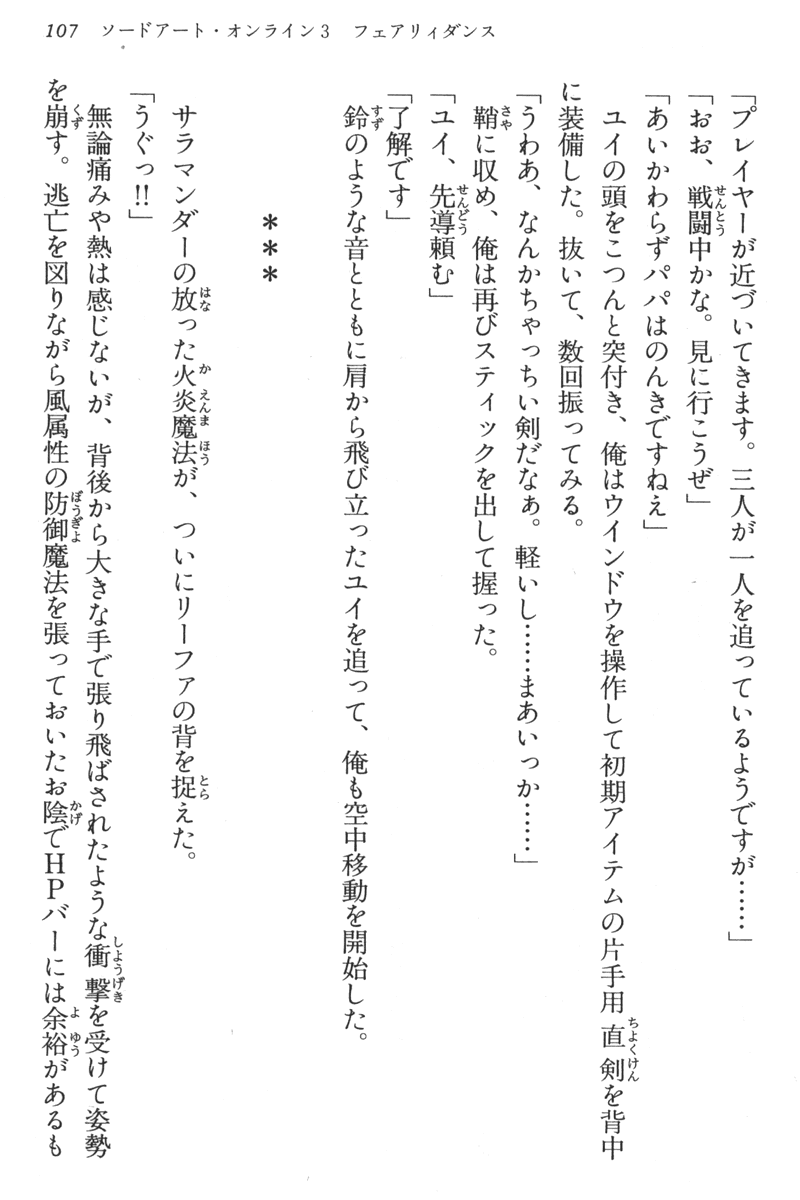 107 ソードアート・オンライン3 フェアリィダンス
「プレイヤーが近づいてきます。三人が一人を追っているようですが……」
「おお、戦闘中かな。見に行こうぜ」
「あいかわらずパパはのんきですねえ」
　ユイの頭をこつんと突付き、俺はウインドウを操作して初期アイテムの片手用直剣を背中
に装備した。抜いて、数回振ってみる。
「うわあ、なんかちゃっちい剣だなぁ。軽いし……まあいっか……」
　鞘に収め、俺は再びスティックを出して握った。
「ユイ、先導頼む」
「了解です」
　鈴のような音とともに肩から飛び立ったユイを追って、俺も空中移動を開始した。
＊＊＊
　サラマンダーの放った火炎魔法が、ついにリーファの背を捉えた。
「うぐっ!!」
　無論痛みや熱は感じないが、背後から大きな手で張り飛ばされたような衝撃を受けて姿勢
を崩す。逃亡を図りながら風属性の防御魔法を張っておいたお陰でHPバーには余裕があるも